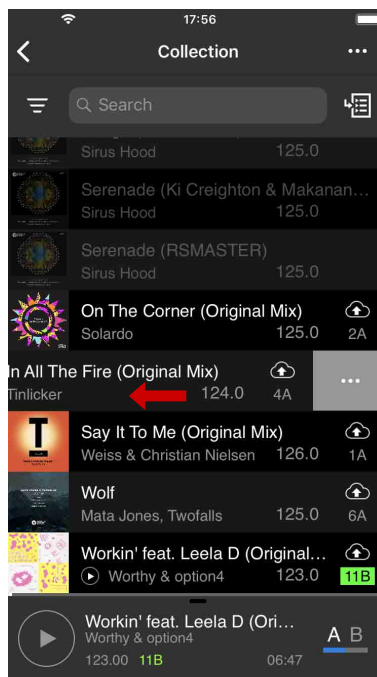 17:56
Collection
Search
Sirus Hood 125.0
Serenade (Ki Creighton & Makanan...
Sirus Hood 125.0
Serenade (RSMASTER)
Sirus Hood 125.0
On The Corner (Original Mix)
Solardo 125.0 2A
In All The Fire (Original Mix)
Tinlicker 124.0 4A
T
Say It To Me (Original Mix)
Weiss & Christian Nielsen 126.0 1A
Wolf
Mata Jones, Twofalls 125.0 6A
Workin' feat. Leela D (Original...
Worthy & option4 123.0 11B
Workin' feat. Leela D (Ori...
Worthy & option4
A B
123.00 11B 06:47